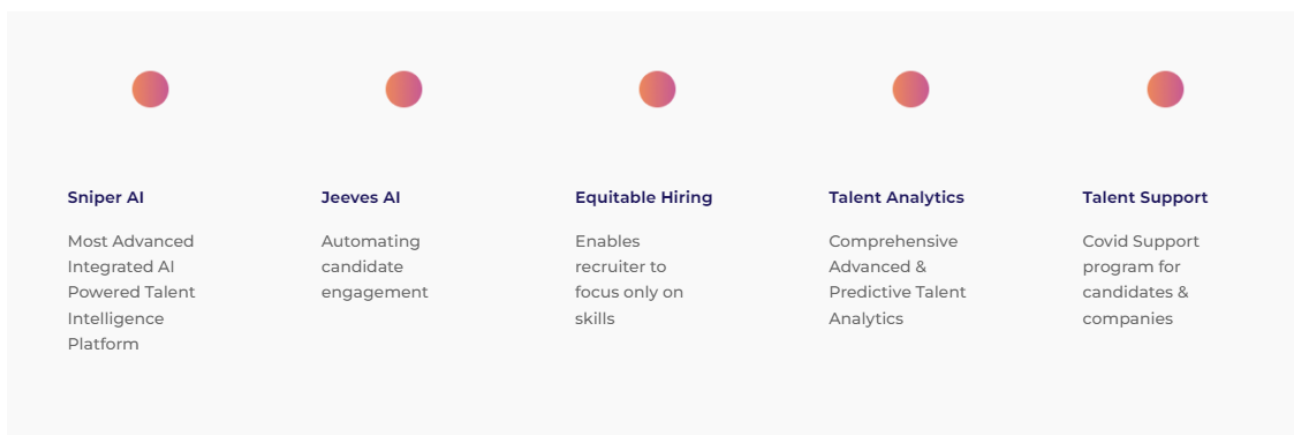 Sniper AI
Most Advanced
Integrated AI
Powered Talent
Intelligence
Platform
Jeeves AI
Automating
candidate
engagement
Equitable Hiring
Enables
recruiter to
focus only on
skills
Talent Analytics
Comprehensive
Advanced &
Predictive Talent
Analytics
Talent Support
Covid Support
program for
candidates &
companies